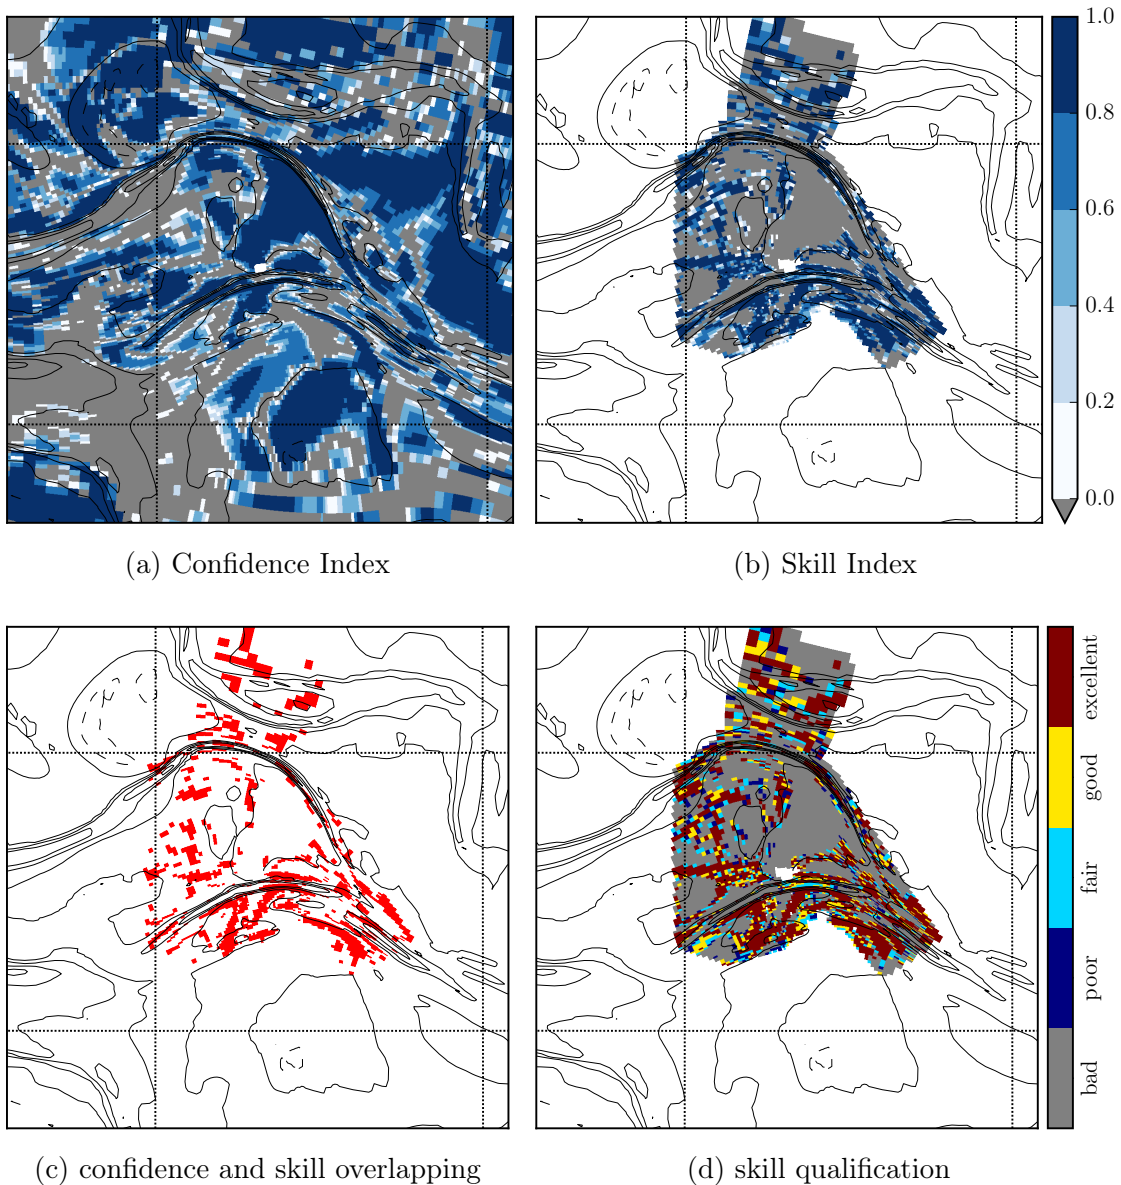 1.0
0.8
0.6
0.4
0.2
0.0
(a) Confidence Index
(b) Skill Index
excellent
good
fair
poor
bad
(c) confidence and skill overlapping
(d) skill qualification